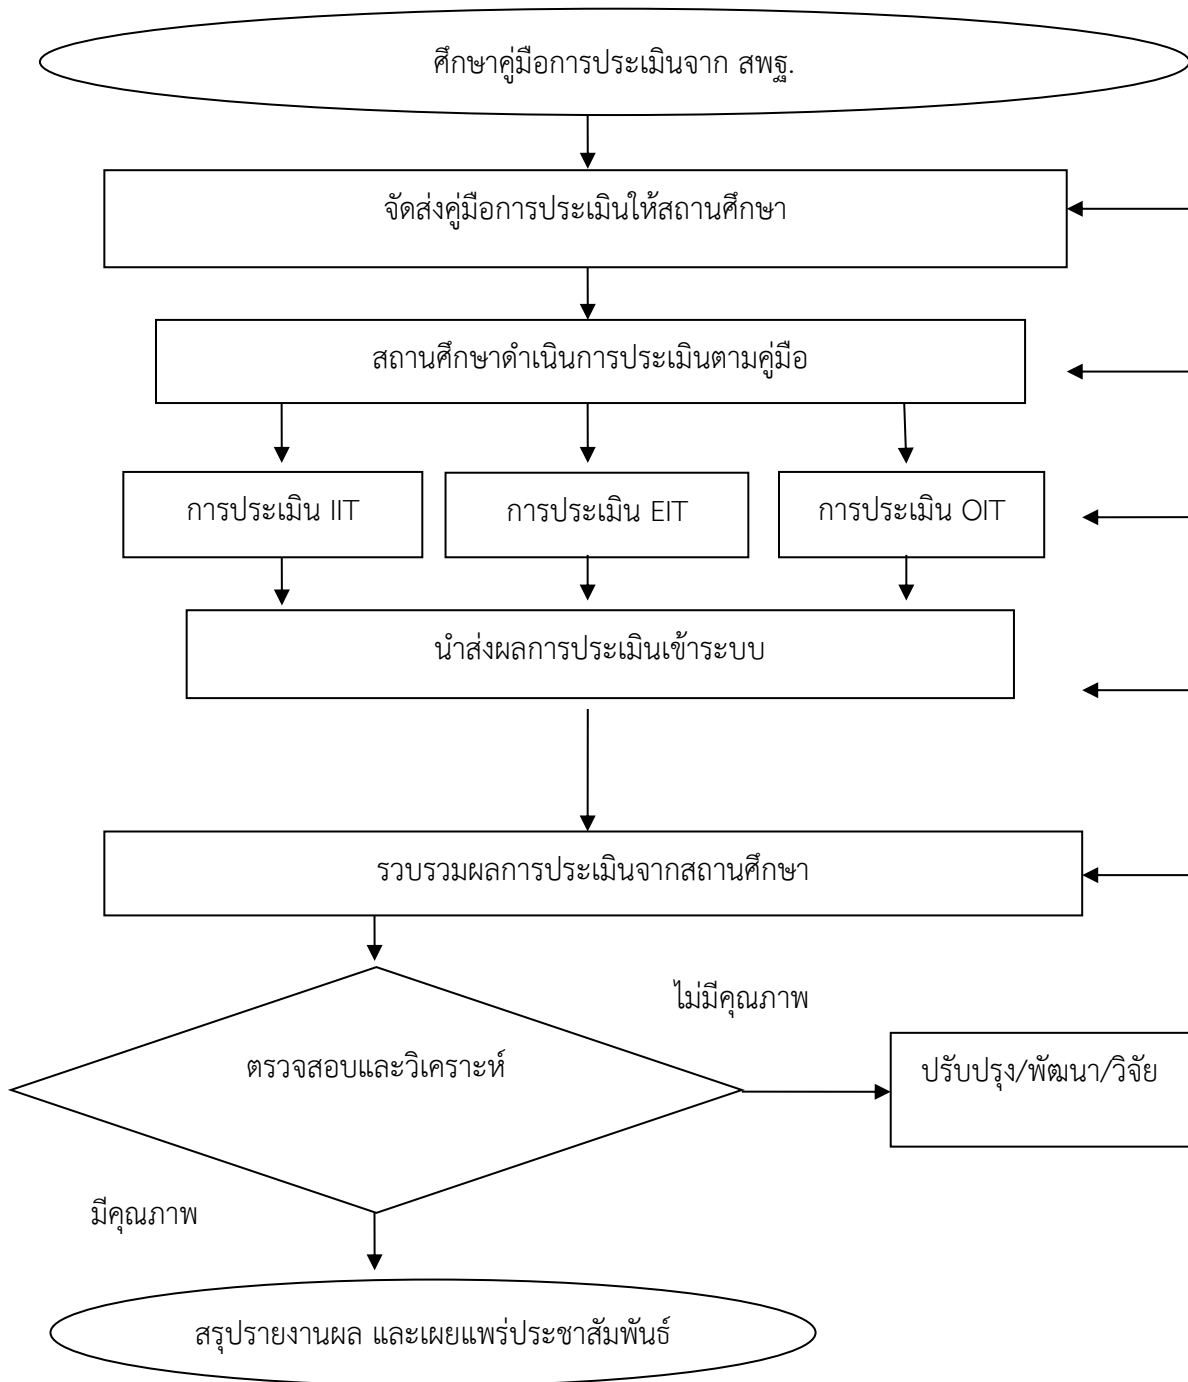 ศึกษาคู่มือการประเมินจาก สพฐ.
จัดส่งคู่มือการประเมินให้สถานศึกษา
สถานศึกษาดำเนินการประเมินตามคู่มือ
การประเมิน IIT
การประเมิน EIT
การประเมิน OIT
นำส่งผลการประเมินเข้าระบบ
รวบรวมผลการประเมินจากสถานศึกษา
ไม่มีคุณภาพ
ตรวจสอบและวิเคราะห์
ปรับปรุง/พัฒนา/วิจัย
มีคุณภาพ
สรุปรายงานผล และเผยแพร่ประชาสัมพันธ์